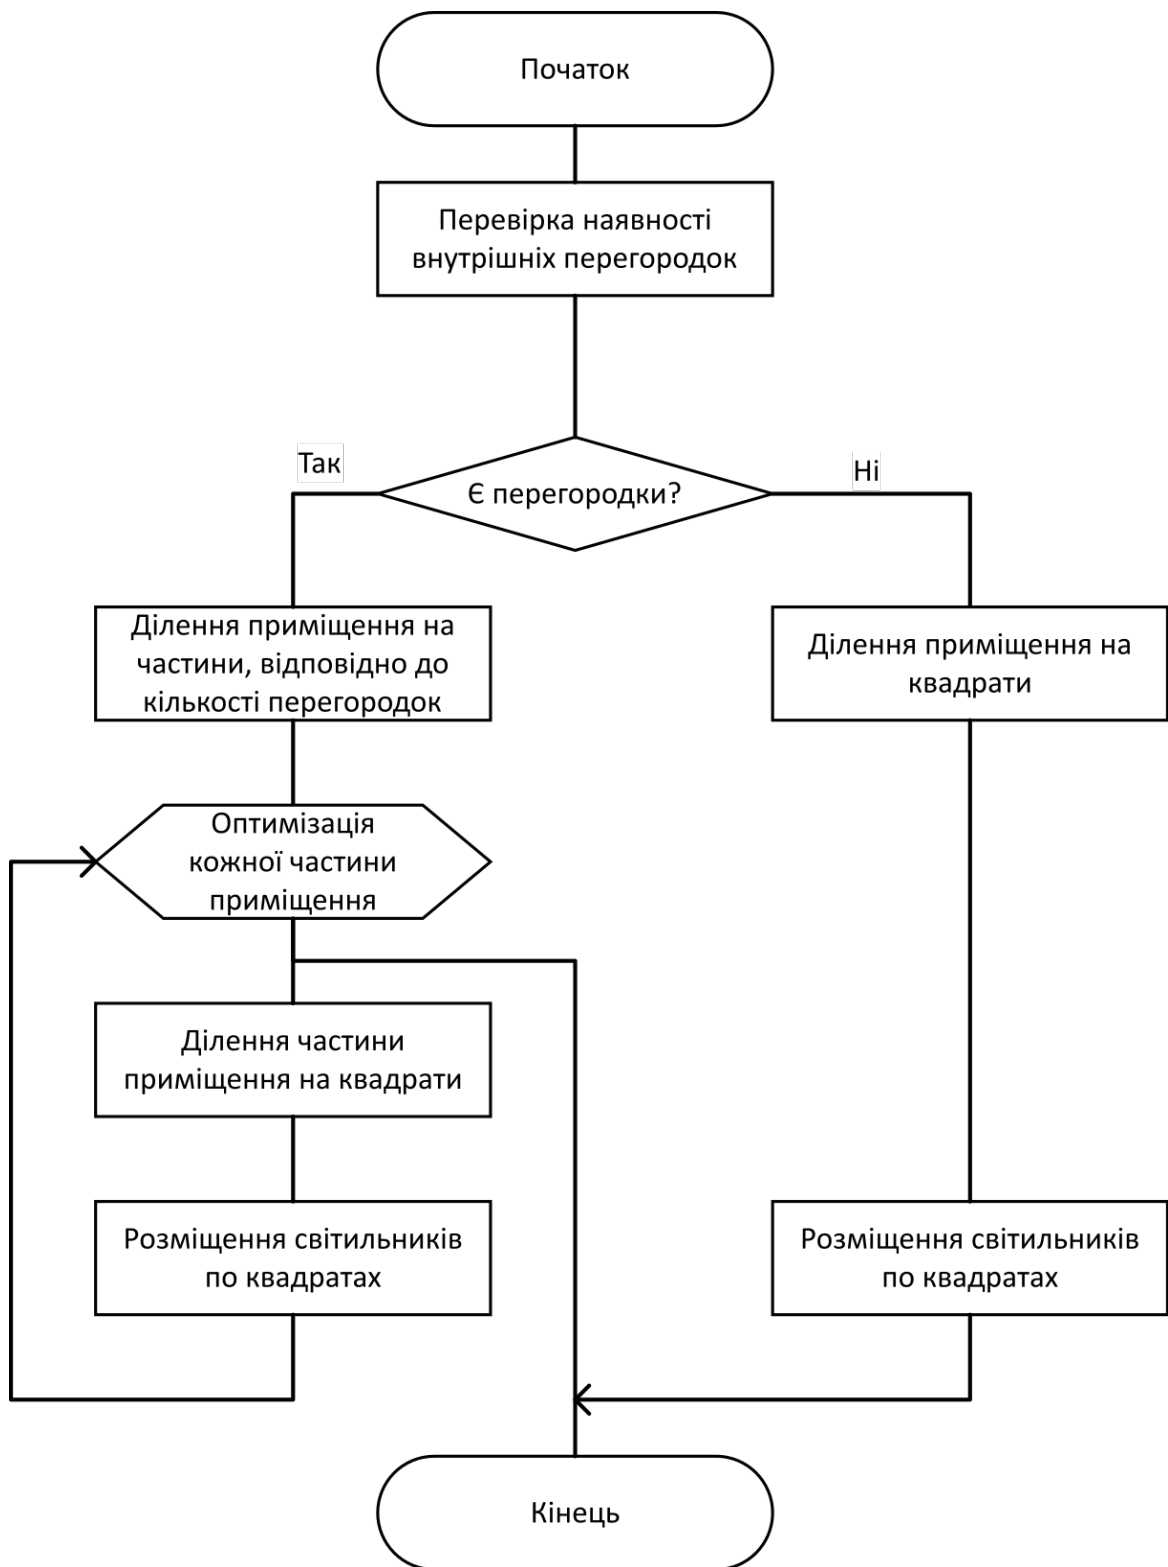 Початок
Перевірка наявності
внутрішніх перегородок
Так
Ні
Є перегородки?
Ділення приміщення на
частини, відповідно до
кількості перегородок
Ділення приміщення на
квадрати
Оптимізація
кожної частини
приміщення
Ділення частини
приміщення на квадрати
Розміщення світильників
по квадратах
Розміщення світильників
по квадратах
Кінець